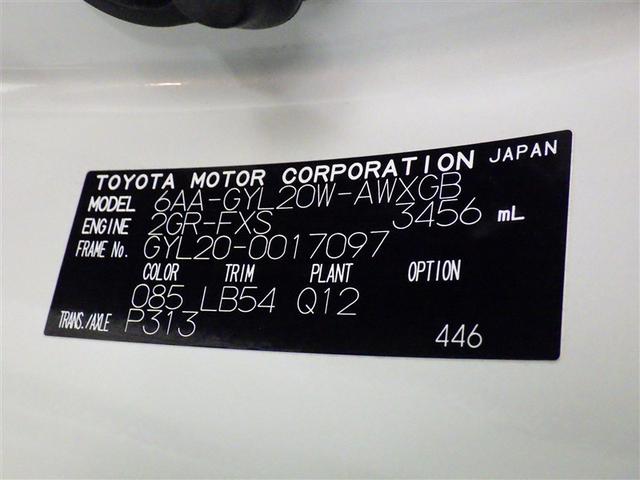 TOYOTA MOTOR CORPORATION JAPAN
MODEL 6AA-GYL20W-AWXGB
ENGINE 2GR-FXS 3456 mL
FRAME No. GYL20-0017097
COLOR TRIM PLANT OPTION
085 LB54 Q12
TRANS./AXLE P313
446